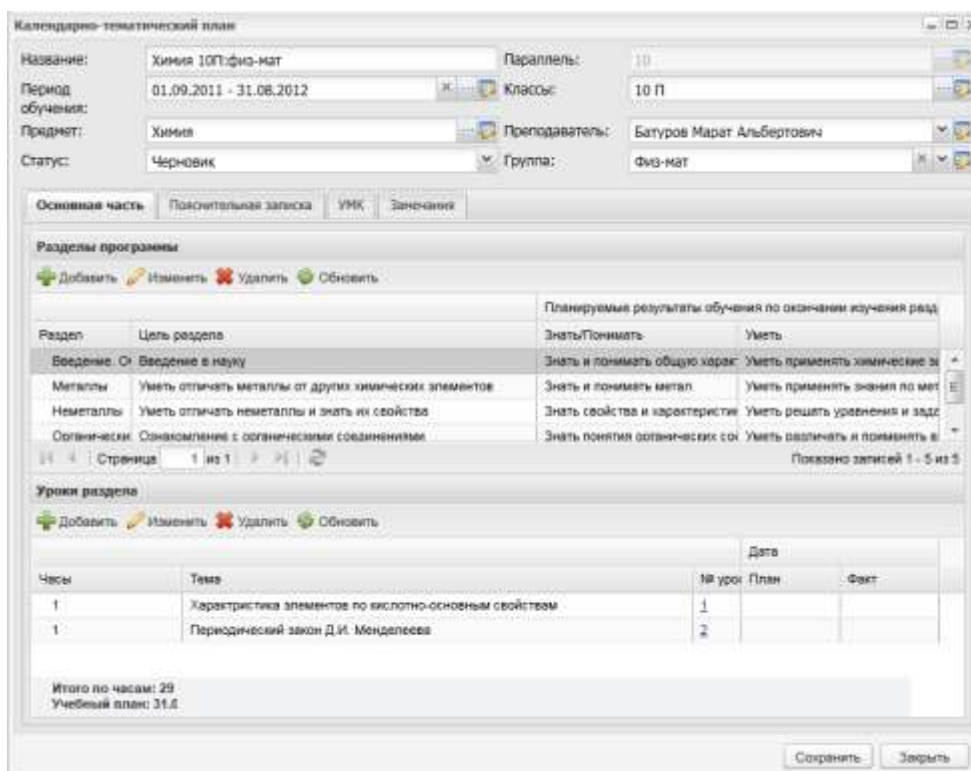 Календарно-тематический план
Название: Химия 10П:физ-мат Параллель: 10
Период обучения: 01.09.2011 - 31.08.2012 Классы: 10 П
Предмет: Химия Преподаватель: Батуров Марат Альбертович
Статус: Черновик Группа: Физ-мат
Основная часть Пояснительная записка УМК Замечания
Разделы программы
Добавить Изменить Удалить Обновить
Планируемые результаты обучения по окончании изучения разд
Раздел Цель раздела Знать/Понимать Уметь
Введение. Введение в науку Знать и понимать общую харак Уметь применять химические
Металлы Уметь отличать металлы от других химических элементов Знать и понимать метал Уметь применять знания по мет
Неметаллы Уметь отличать неметаллы и знать их свойства Знать свойства и характеристик Уметь решать уравнения и зада
Органически Ознакомление с органическими соединениями Знать понятия органических Уметь различать и применять в
Страница 1 из 1 Показано записей 1 - 5 из 5
Уроки раздела
Добавить Изменить Удалить Обновить
Дата
Часы Тема № урок План Факт
1 Характристика элементов по кислотно-основным свойствам 1
1 Периодический закон Д.И. Менделеева 2
Итого по часам: 29
Учебный план: 31.
Сохранить Закрыть